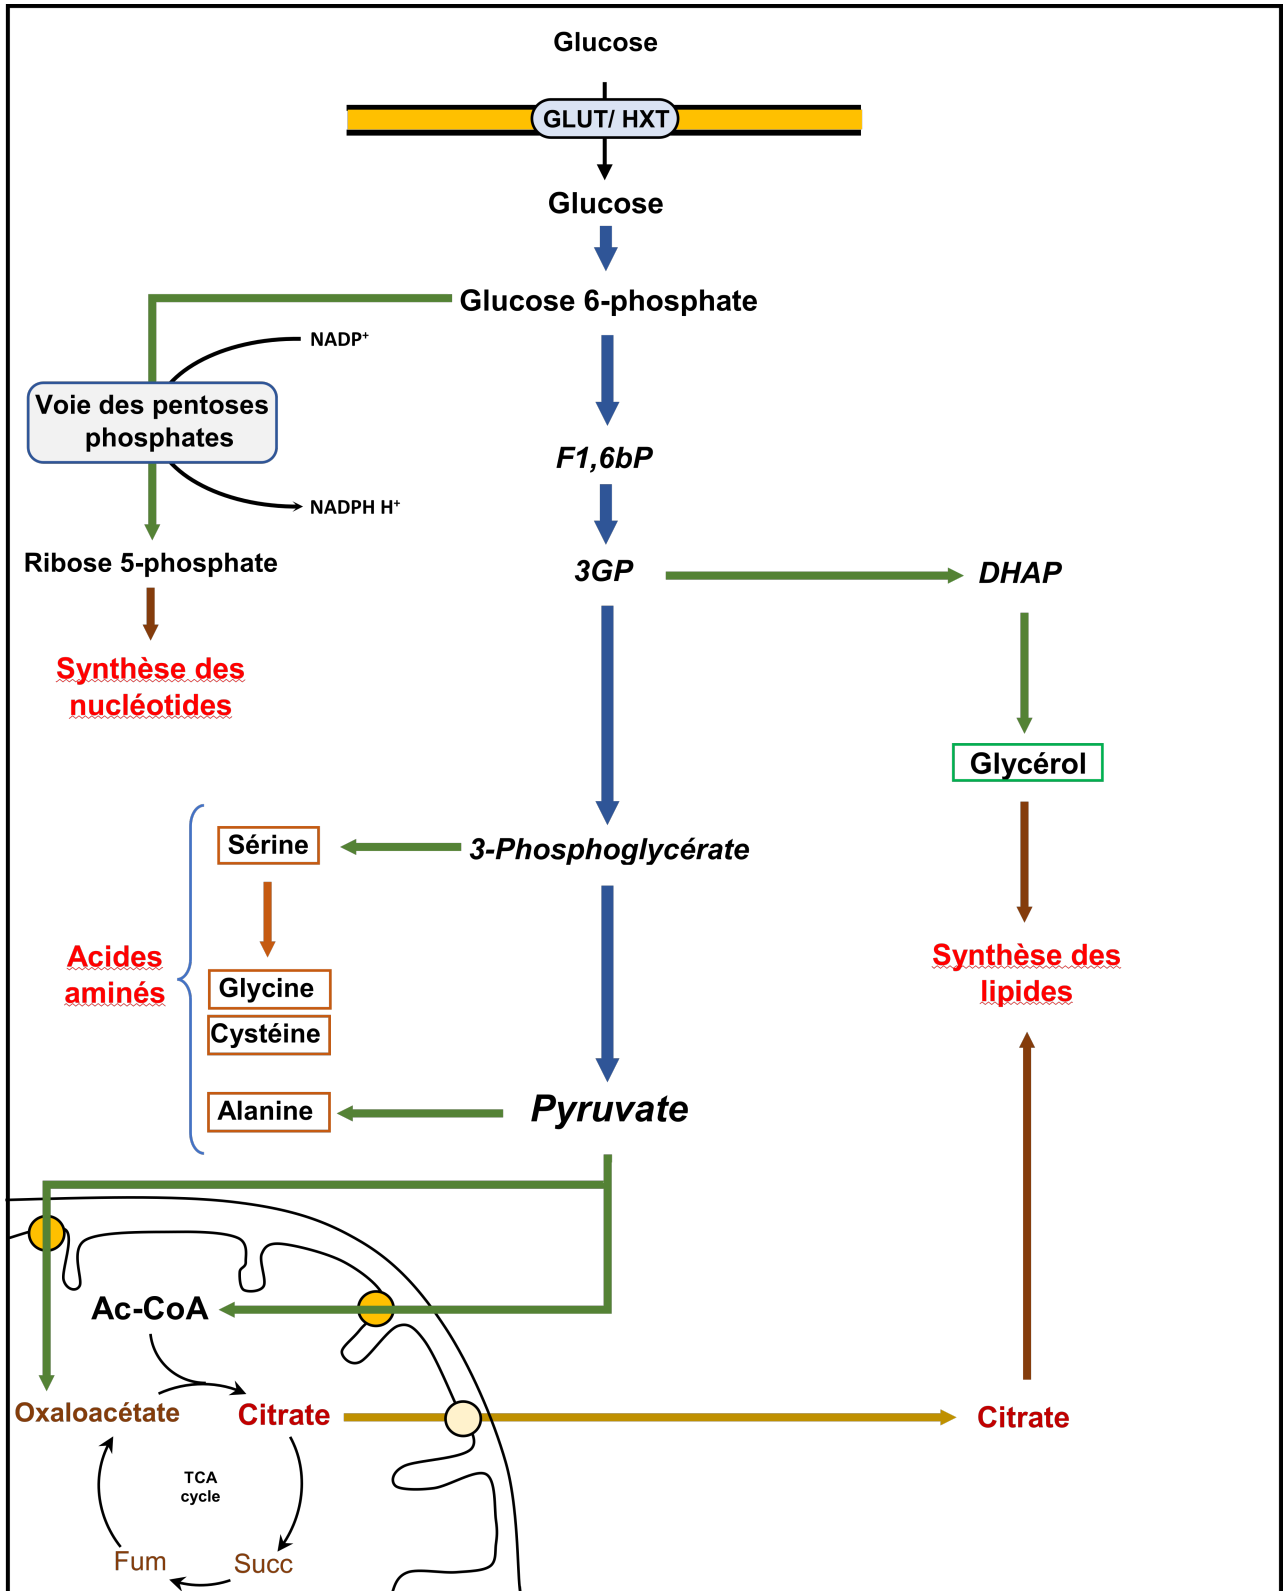 Glucose
GLUT/ HXT
Glucose
Glucose 6-phosphate
NADP⁺
Voie des pentoses
phosphates
F1,6bP
NADPH H⁺
Ribose 5-phosphate
3GP
DHAP
Synthèse des
nucléotides
Glycérol
Sérine
3-Phosphoglycérate
Acides
aminés
Synthèse des
lipides
Glycine
Cystéine
Alanine
Pyruvate
Ac-CoA
Oxaloacétate
Citrate
Citrate
TCA
cycle
Fum
Succ